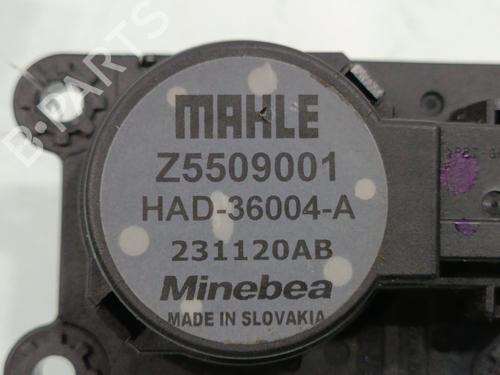 MAHLE
Z5509001
HAD-36004-A
231120AB
Minebea
MADE IN SLOVAKIA
B-PARTS